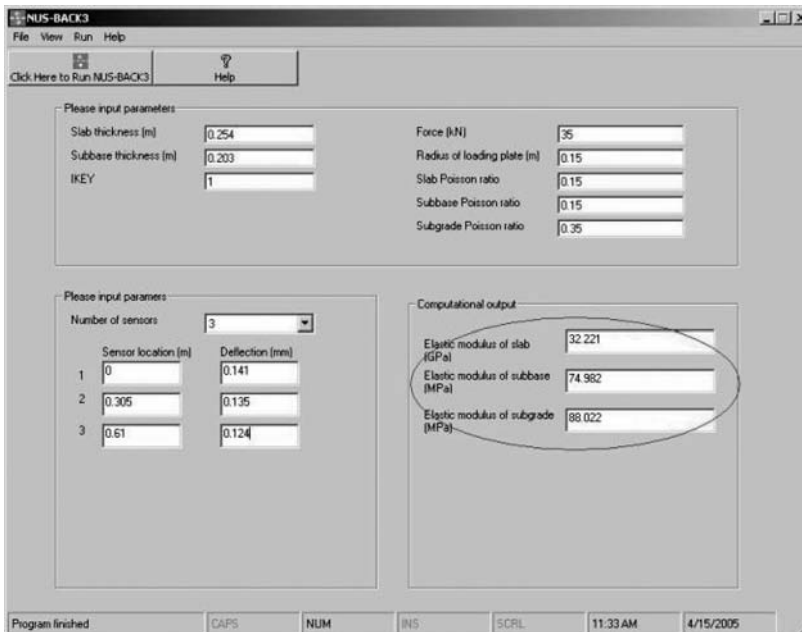 NUS-BACK3
File View Run Help
Click Here to Run NUS-BACK3
Help
Please input parameters
Slab thickness (m) 0.254
Subbase thickness (m) 0.203
IKEY 1
Force (kN) 35
Radius of loading plate (m) 0.15
Slab Poisson ratio 0.15
Subbase Poisson ratio 0.15
Subgrade Poisson ratio 0.35
Please input paramers
Number of sensors 3
Sensor location (m) Deflection (mm)
1 0 0.141
2 0.305 0.135
3 0.61 0.124
Computational output
Elastic modulus of slab (GPa) 32.221
Elastic modulus of subbase (MPa) 74.982
Elastic modulus of subgrade (MPa) 88.022
Program finished CAPS NUM INS SCRL 11:33 AM 4/15/2005